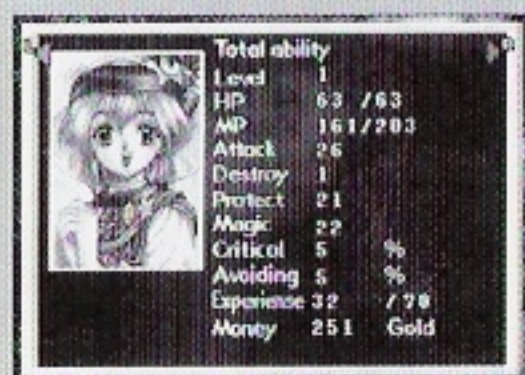 Total ability
Level 1
HP 63 /63
MP 161/203
Attack 26
Destroy 1
Protect 21
Magic 22
Critical 5 %
Avoiding 5 %
Experience 32 /78
Money 251 Gold